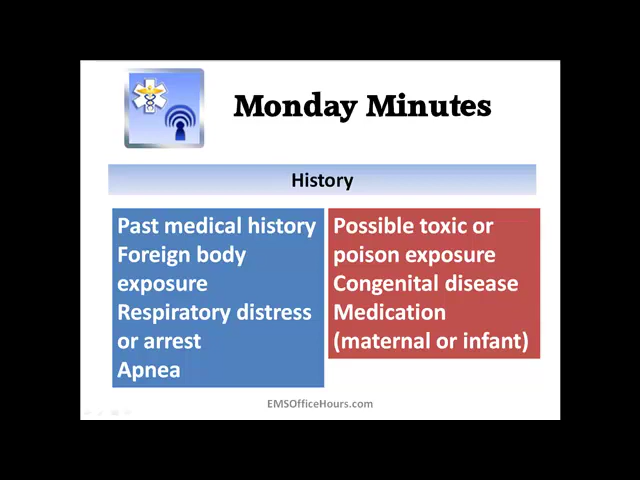 Monday Minutes
History
Past medical history
Foreign body
exposure
Respiratory distress
or arrest
Apnea
Possible toxic or
poison exposure
Congenital disease
Medication
(maternal or infant)
EMSOfficeHours.com